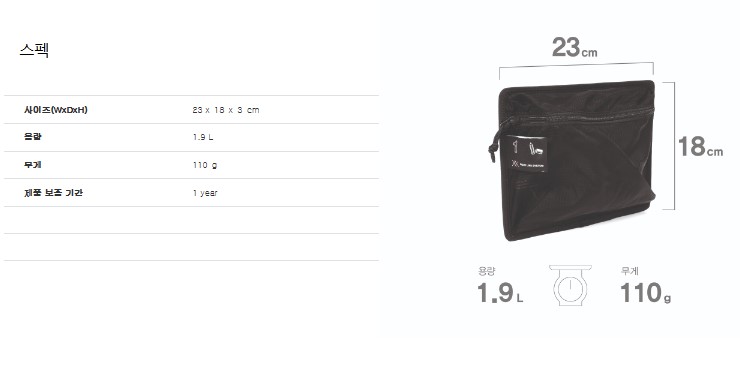 스펙
사이즈(WxDxH) 23 x 18 x 3 cm
용량 1.9 L
무게 110 g
제품 보증 기간 1 year
23cm
18cm
용량
1.9 L
무게
110 g